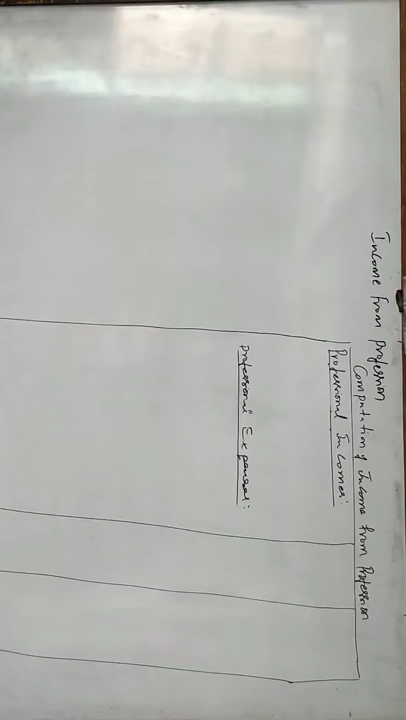 Income from Profession
Computation of Income from Profession
Professional Incomes:
Professional Expenses: